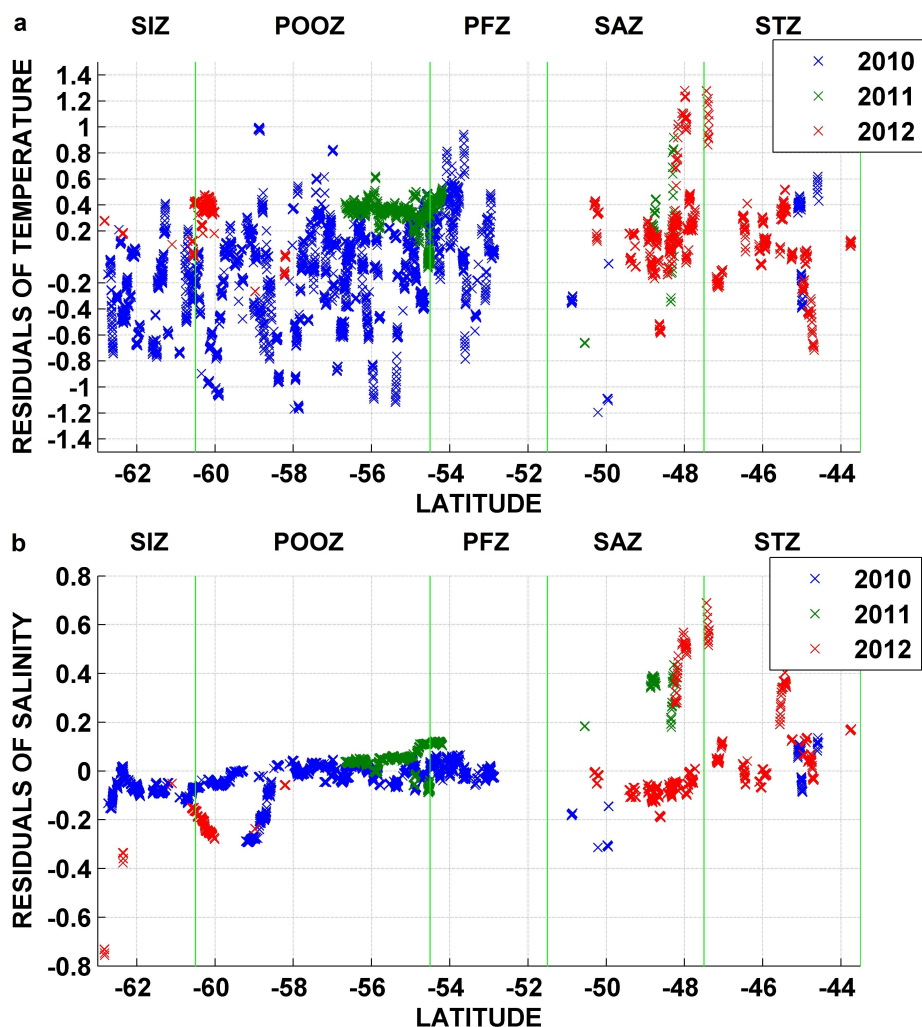 a
SIZ POOZ PFZ SAZ STZ
RESIDUALS OF TEMPERATURE
1.4
1.2
1
0.8
0.6
0.4
0.2
-0.2
-0.4
-0.6
-0.8
-1
-1.2
-1.4
2010
2011
2012
-62 -60 -58 -56 -54 -52 -50 -48 -46 -44
LATITUDE
b
SIZ POOZ PFZ SAZ STZ
RESIDUALS OF SALINITY
0.8
0.6
0.4
0.2
0
-0.2
-0.4
-0.6
-0.8
2010
2011
2012
-62 -60 -58 -56 -54 -52 -50 -48 -46 -44
LATITUDE